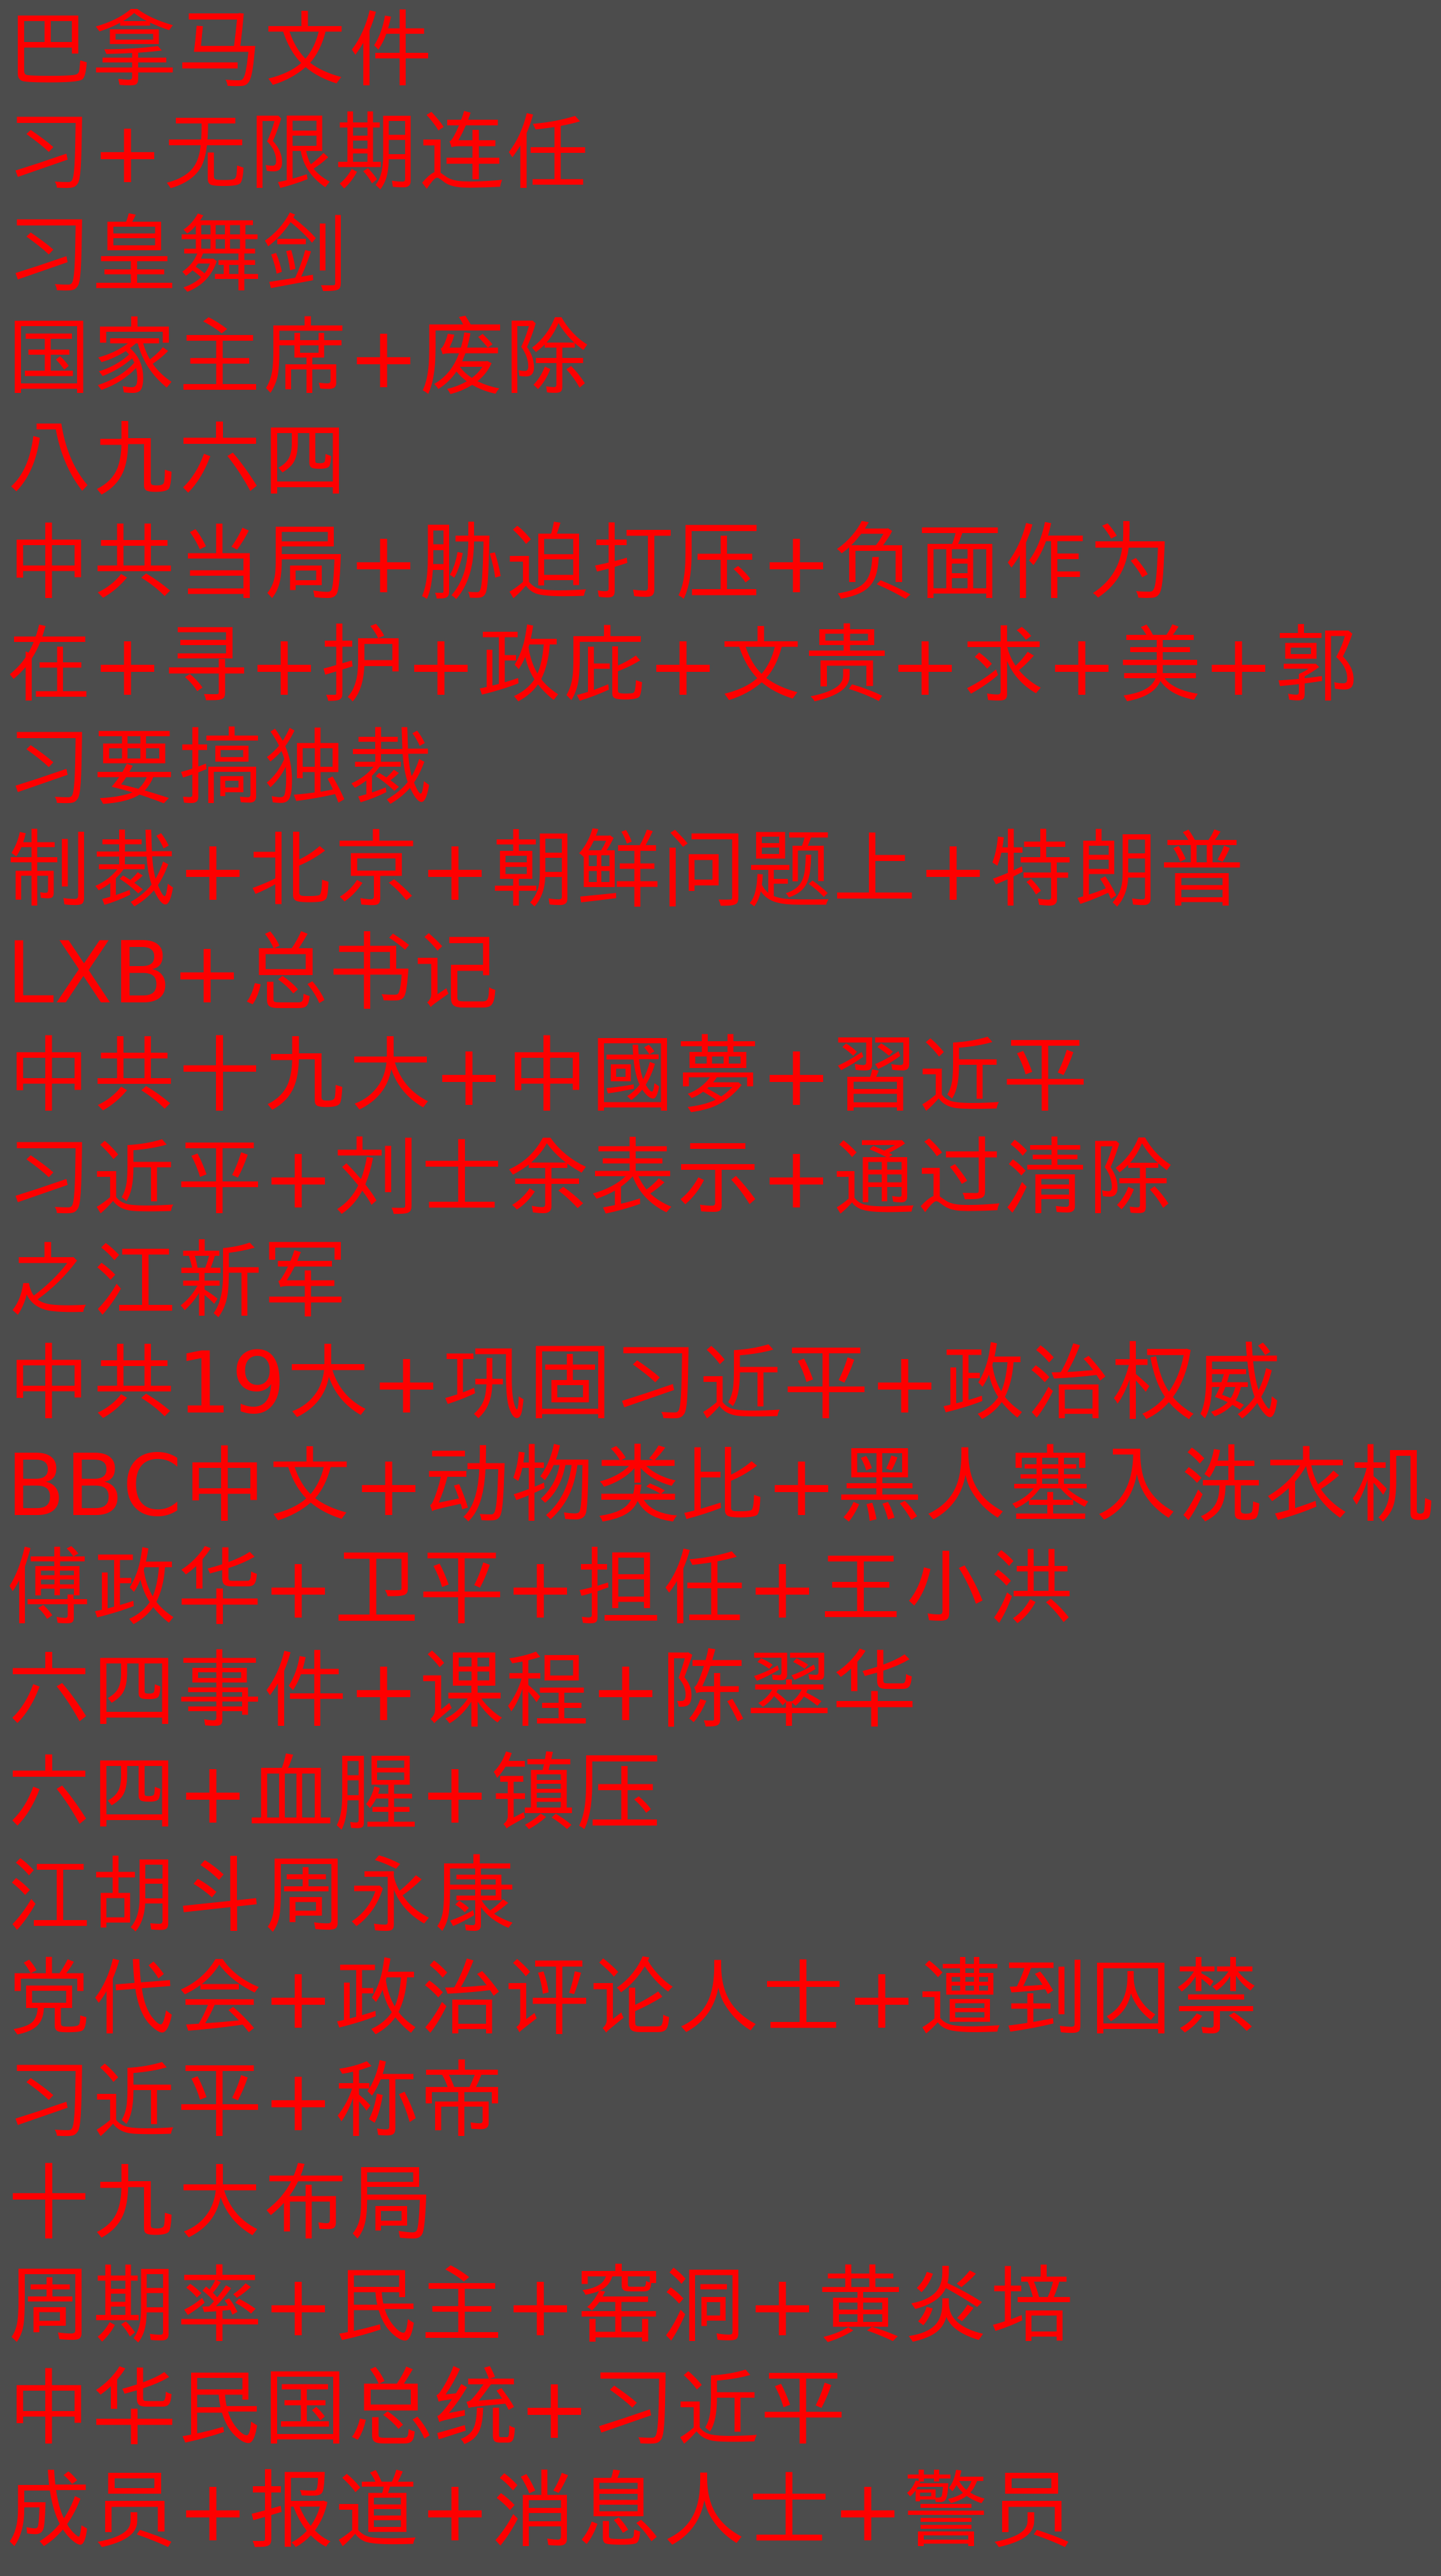 巴拿马文件
习+无限期连任
习皇舞剑
国家主席+废除
八九六四
中共当局+胁迫打压+负面作为
在+寻+护+政庇+文贵+求+美+郭
习要搞独裁
制裁+北京+朝鲜问题上+特朗普
LXB+总书记
中共十九大+中國夢+習近平
习近平+刘士余表示+通过清除
之江新军
中共19大+巩固习近平+政治权威
BBC中文+动物类比+黑人塞入洗衣机
傅政华+卫平+担任+王小洪
六四事件+课程+陈翠华
六四+血腥+镇压
江胡斗周永康
党代会+政治评论人士+遭到囚禁
习近平+称帝
十九大布局
周期率+民主+窑洞+黄炎培
中华民国总统+习近平
成员+报道+消息人士+警员